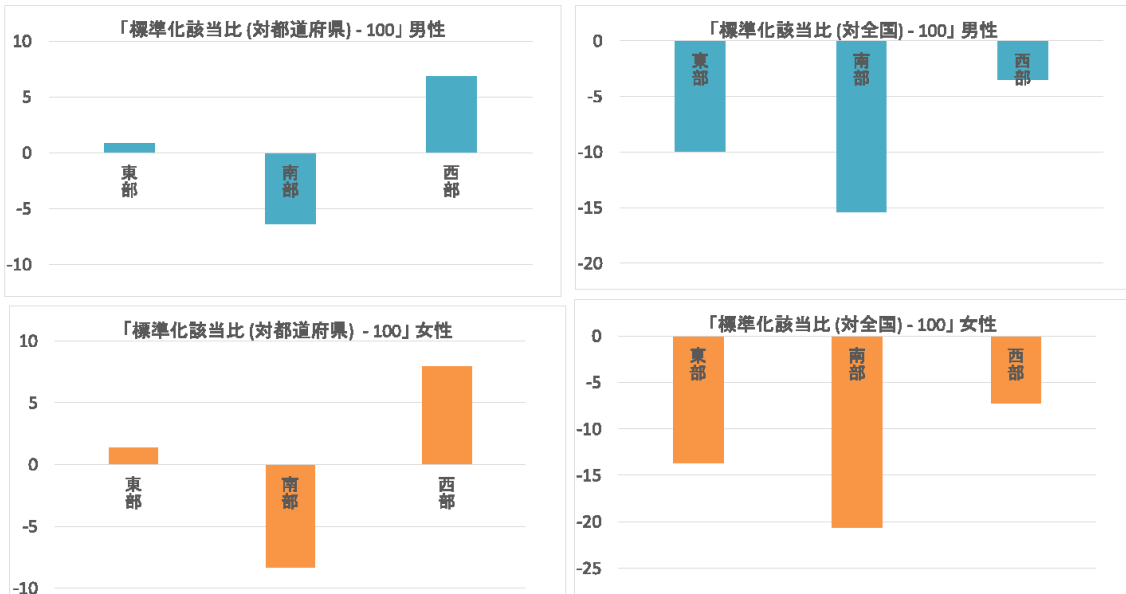 「標準化該当比 (対都道府県) - 100」 男性
10
5
0
-5
-10
東部
南部
西部
「標準化該当比 (対全国) - 100」 男性
0
-5
-10
-15
-20
東部
南部
西部
「標準化該当比 (対都道府県) - 100」 女性
10
5
0
-5
-10
東部
南部
西部
「標準化該当比 (対全国) - 100」 女性
0
-5
-10
-15
-20
-25
東部
南部
西部